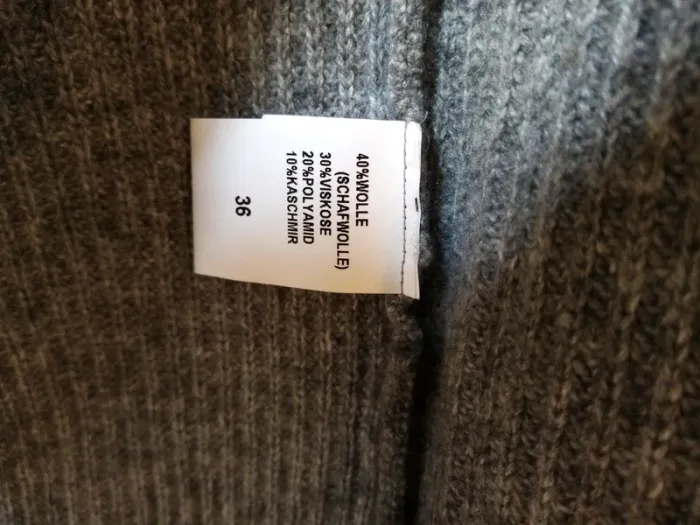 40%WOLLE
(SCHAFWOLLE)
30%VISKOSE
20%POLYAMID
10%KASCHMIR
36